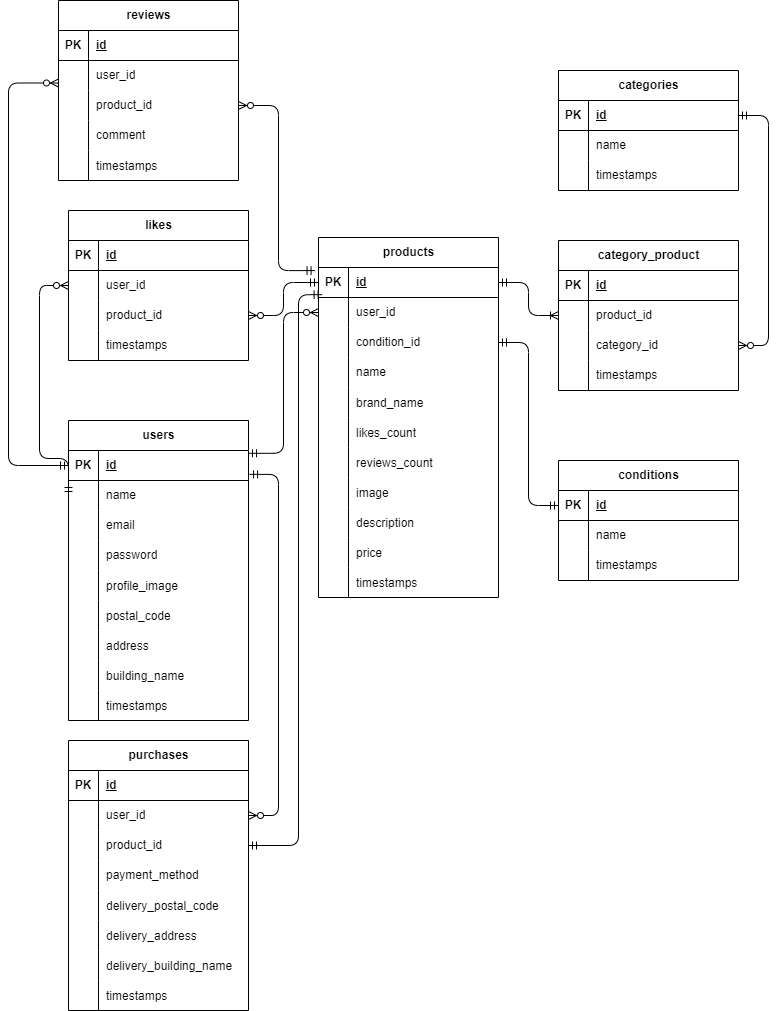 reviews
PK id
user_id
product_id
comment
timestamps
likes
PK id
user_id
product_id
timestamps
users
PK id
name
email
password
profile_image
postal_code
address
building_name
timestamps
purchases
PK id
user_id
product_id
payment_method
delivery_postal_code
delivery_address
delivery_building_name
timestamps
products
PK id
user_id
condition_id
name
brand_name
likes_count
reviews_count
image
description
price
timestamps
categories
PK id
name
timestamps
category_product
PK id
product_id
category_id
timestamps
conditions
PK id
name
timestamps